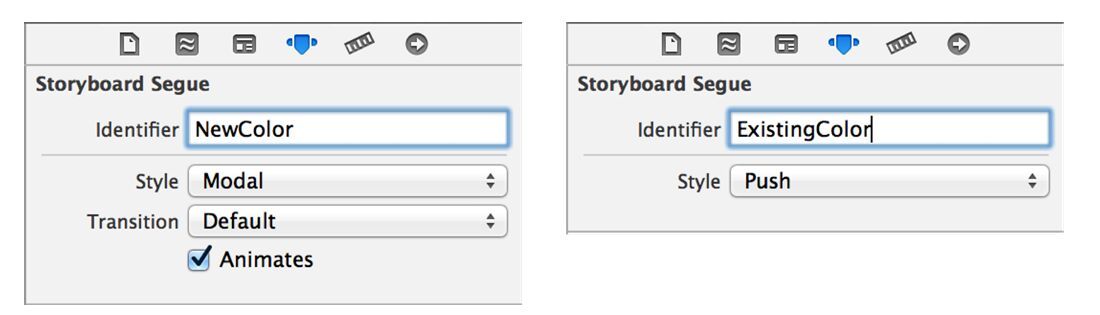 Storyboard Segue
Identifier NewColor
Style Modal
Transition Default
Animates
Storyboard Segue
Identifier ExistingColor
Style Push